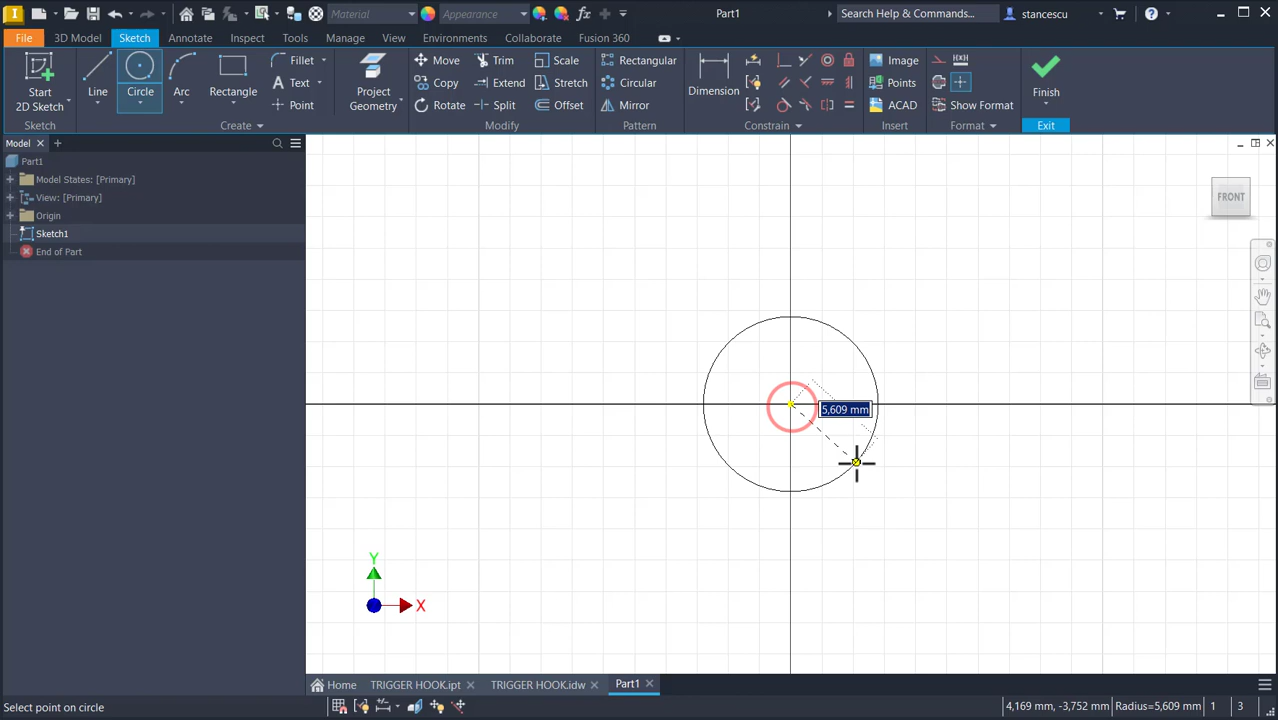 Material
Appearance
Part1
Search Help & Commands...
stancescu
File 3D Model Sketch Annotate Inspect Tools Manage View Environments Collaborate Fusion 360
Start
2D Sketch
Line
Circle
Arc
Rectangle
Fillet
Text
Point
Project
Geometry
Move
Copy
Rotate
Trim
Extend
Split
Scale
Stretch
Offset
Rectangular
Circular
Mirror
Dimension
Image
Points
ACAD
Show Format
Finish
Sketch Create Modify Pattern Constrain Insert Format Exit
Model
Part1
Model States: [Primary]
View: [Primary]
Origin
Sketch1
End of Part
FRONT
5,609 mm
Y
X
Home TRIGGER HOOK.ipt TRIGGER HOOK.idw Part1
Select point on circle
4,169 mm, -3,752 mm Radius=5,609 mm 1 3